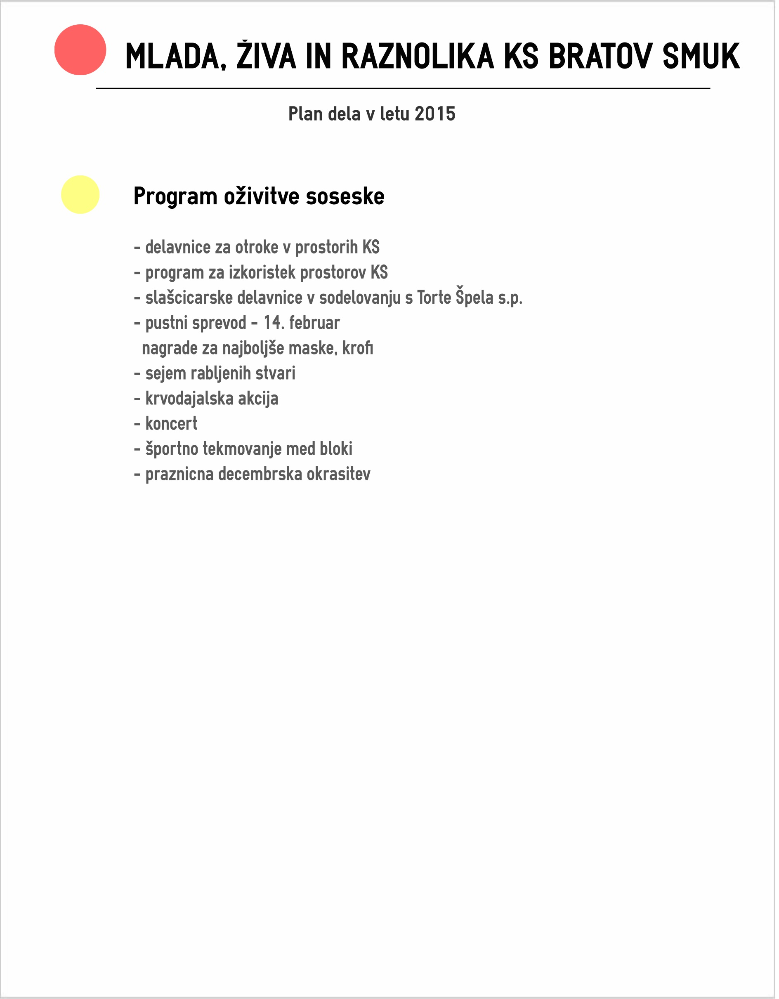 MLADA, ŽIVA IN RAZNOLIKA KS BRATOV SMUK
Plan dela v letu 2015
Program oživitve soseske
- delavnice za otroke v prostorih KS
- program za izkoristek prostorov KS
- slašcicarske delavnice v sodelovanju s Torte Špela s.p.
- pustni sprevod - 14. februar
nagrade za najboljše maske, krofi
- sejem rabljenih stvari
- krvodajalska akcija
- koncert
- športno tekmovanje med bloki
- praznicna decembrska okrasitev